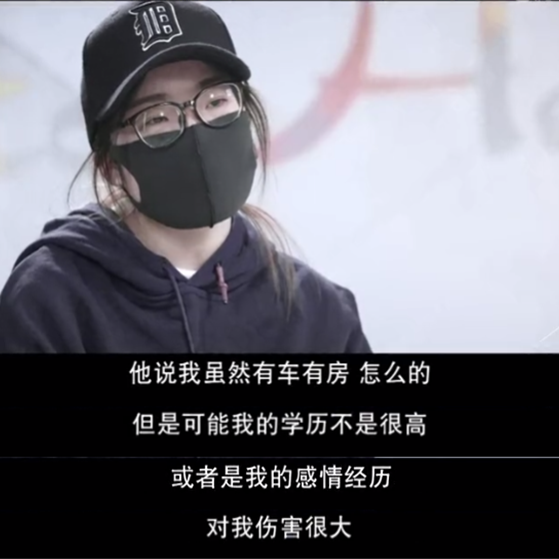 他说我虽然有车有房 怎么的
但是可能我的学历不是很高
或者是我的感情经历
对我伤害很大